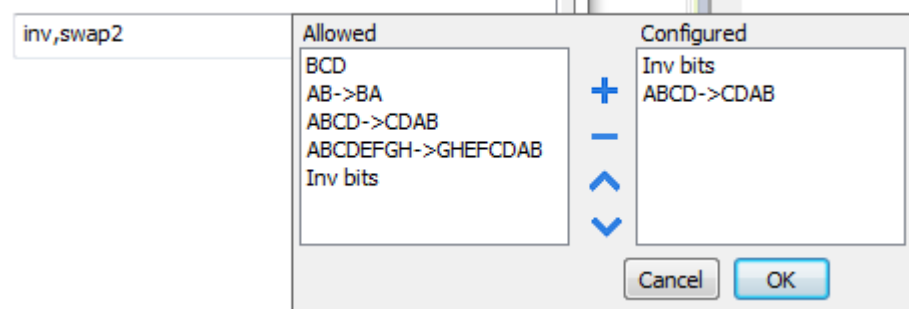 inv,swap2
Allowed
BCD
AB->BA
ABCD->CDAB
ABCDEFGH->GHEFCDAB
Inv bits
Configured
Inv bits
ABCD->CDAB
Cancel
OK